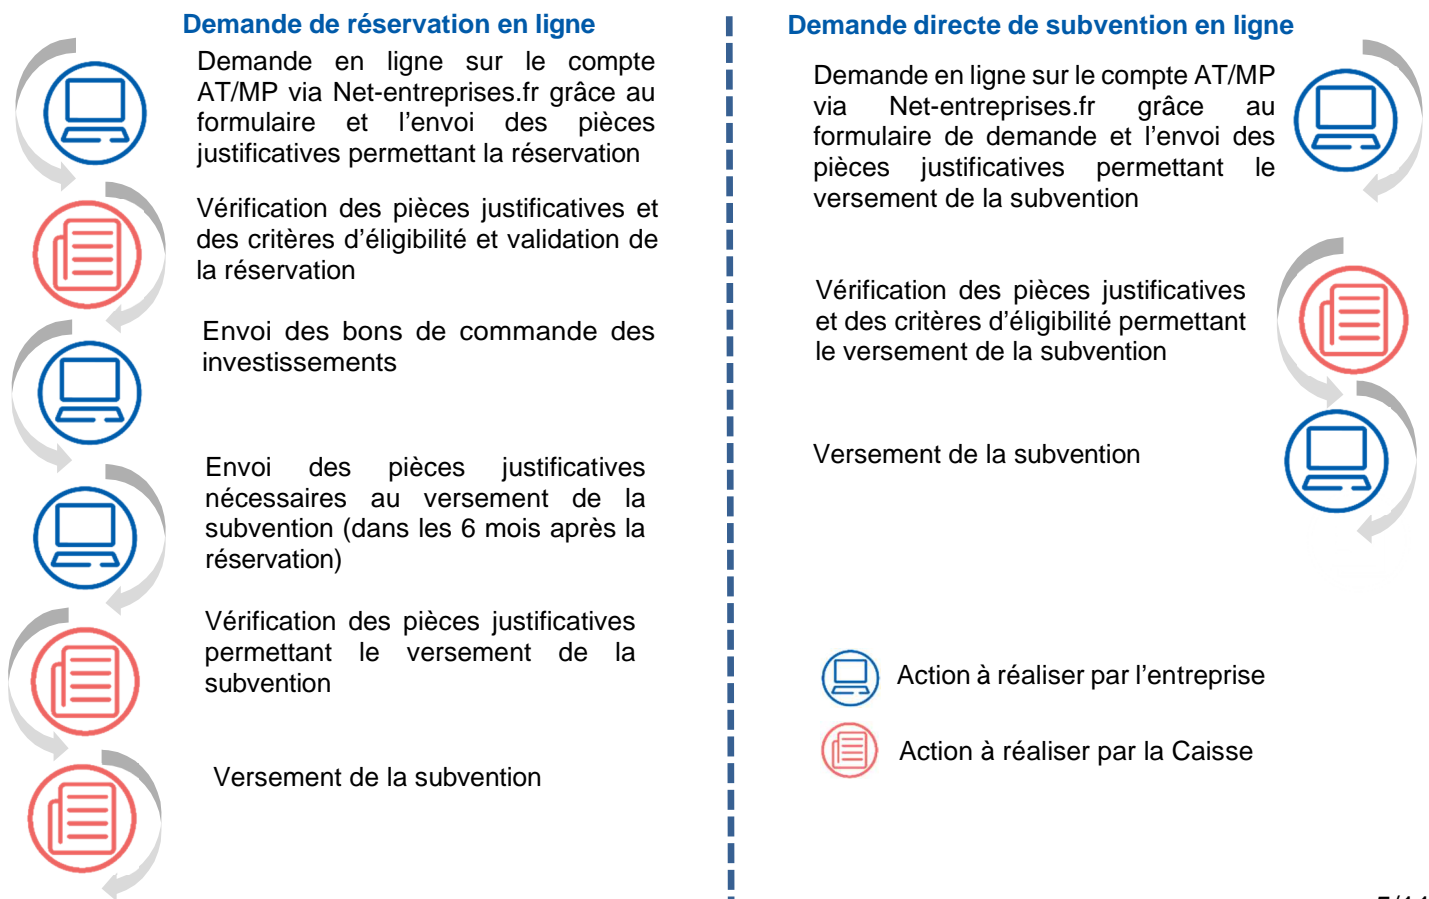 Demande de réservation en ligne
Demande en ligne sur le compte
AT/MP via Net-entreprises.fr grâce au
formulaire et l’envoi des pièces
justificatives permettant la réservation
Vérification des pièces justificatives et
des critères d’éligibilité et validation de
la réservation
Envoi des bons de commande des
investissements
Envoi des pièces justificatives
nécessaires au versement de la
subvention (dans les 6 mois après la
réservation)
Vérification des pièces justificatives
permettant le versement de la
subvention
Versement de la subvention
Demande directe de subvention en ligne
Demande en ligne sur le compte AT/MP
via Net-entreprises.fr grâce au
formulaire de demande et l’envoi des
pièces justificatives permettant le
versement de la subvention
Vérification des pièces justificatives
et des critères d’éligibilité permettant
le versement de la subvention
Versement de la subvention
Action à réaliser par l’entreprise
Action à réaliser par la Caisse